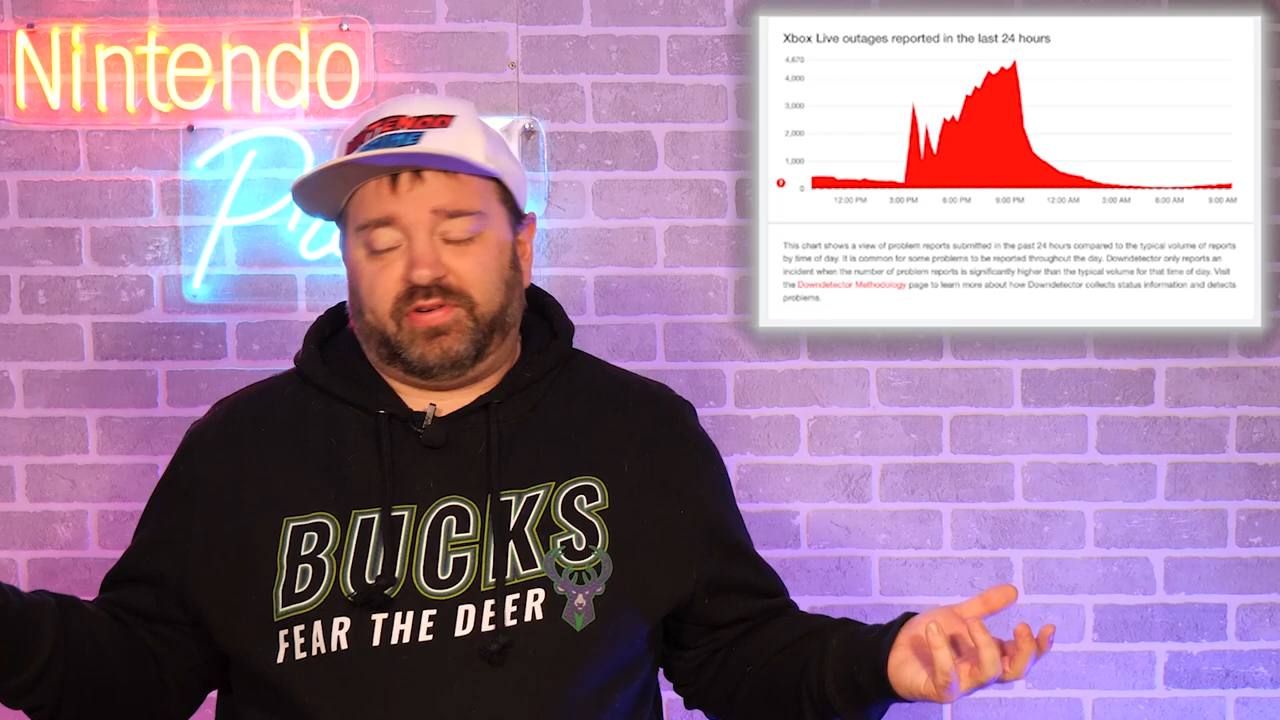 Nintendo
Pri
NINTENDO
PRIME
BUCKS
FEAR THE DEER
Xbox Live outages reported in the last 24 hours
4,670
4,000
3,000
2,000
1,000
0
12:00 PM 3:00 PM 6:00 PM 9:00 PM 12:00 AM 3:00 AM 6:00 AM 9:00 AM
This chart shows a view of problem reports submitted in the past 24 hours compared to the typical volume of reports
by time of day. It is common for some problems to be reported throughout the day. Downdetector only reports an
incident when the number of problem reports is significantly higher than the typical volume for that time of day. Visit
the Downdetector Methodology page to learn more about how Downdetector collects status information and detects
problems.